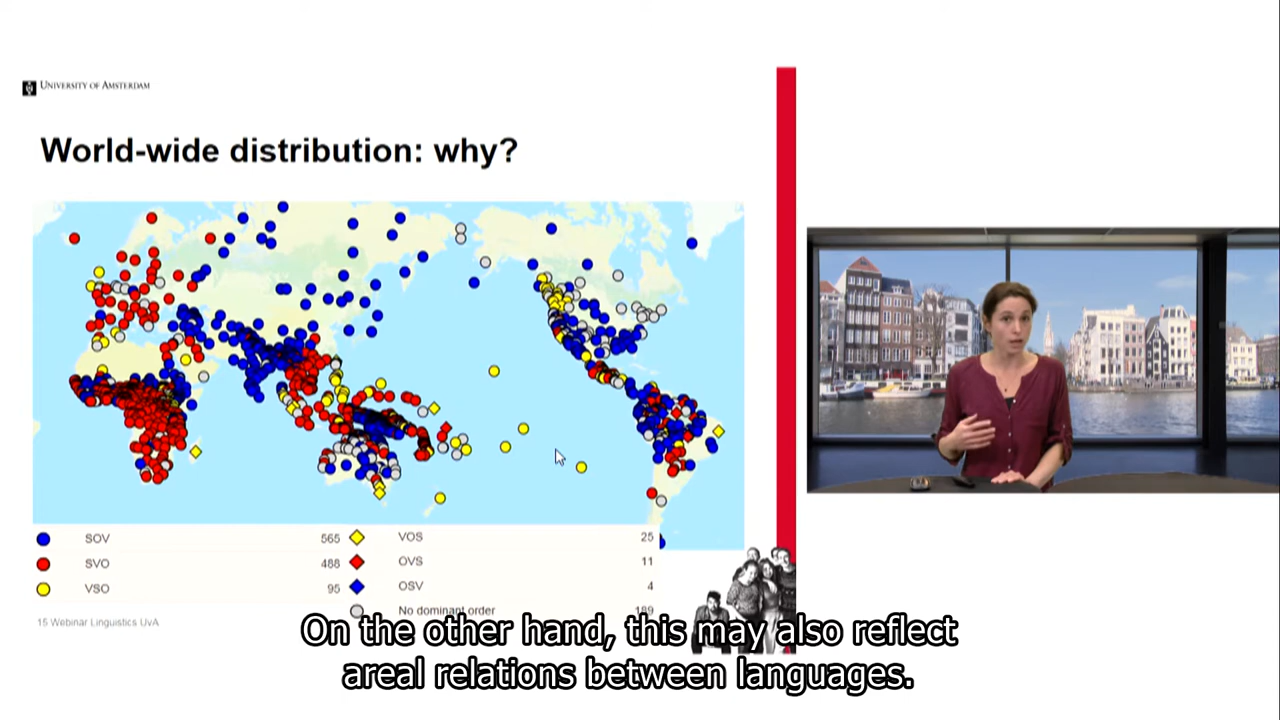 UNIVERSITY OF AMSTERDAM
World-wide distribution: why?
SOV 565
SVO 488
VSO 95
VOS 25
OVS 11
OSV 4
No dominant order 189
15 Webinar Linguistics UvA
On the other hand, this may also reflect
areal relations between languages.